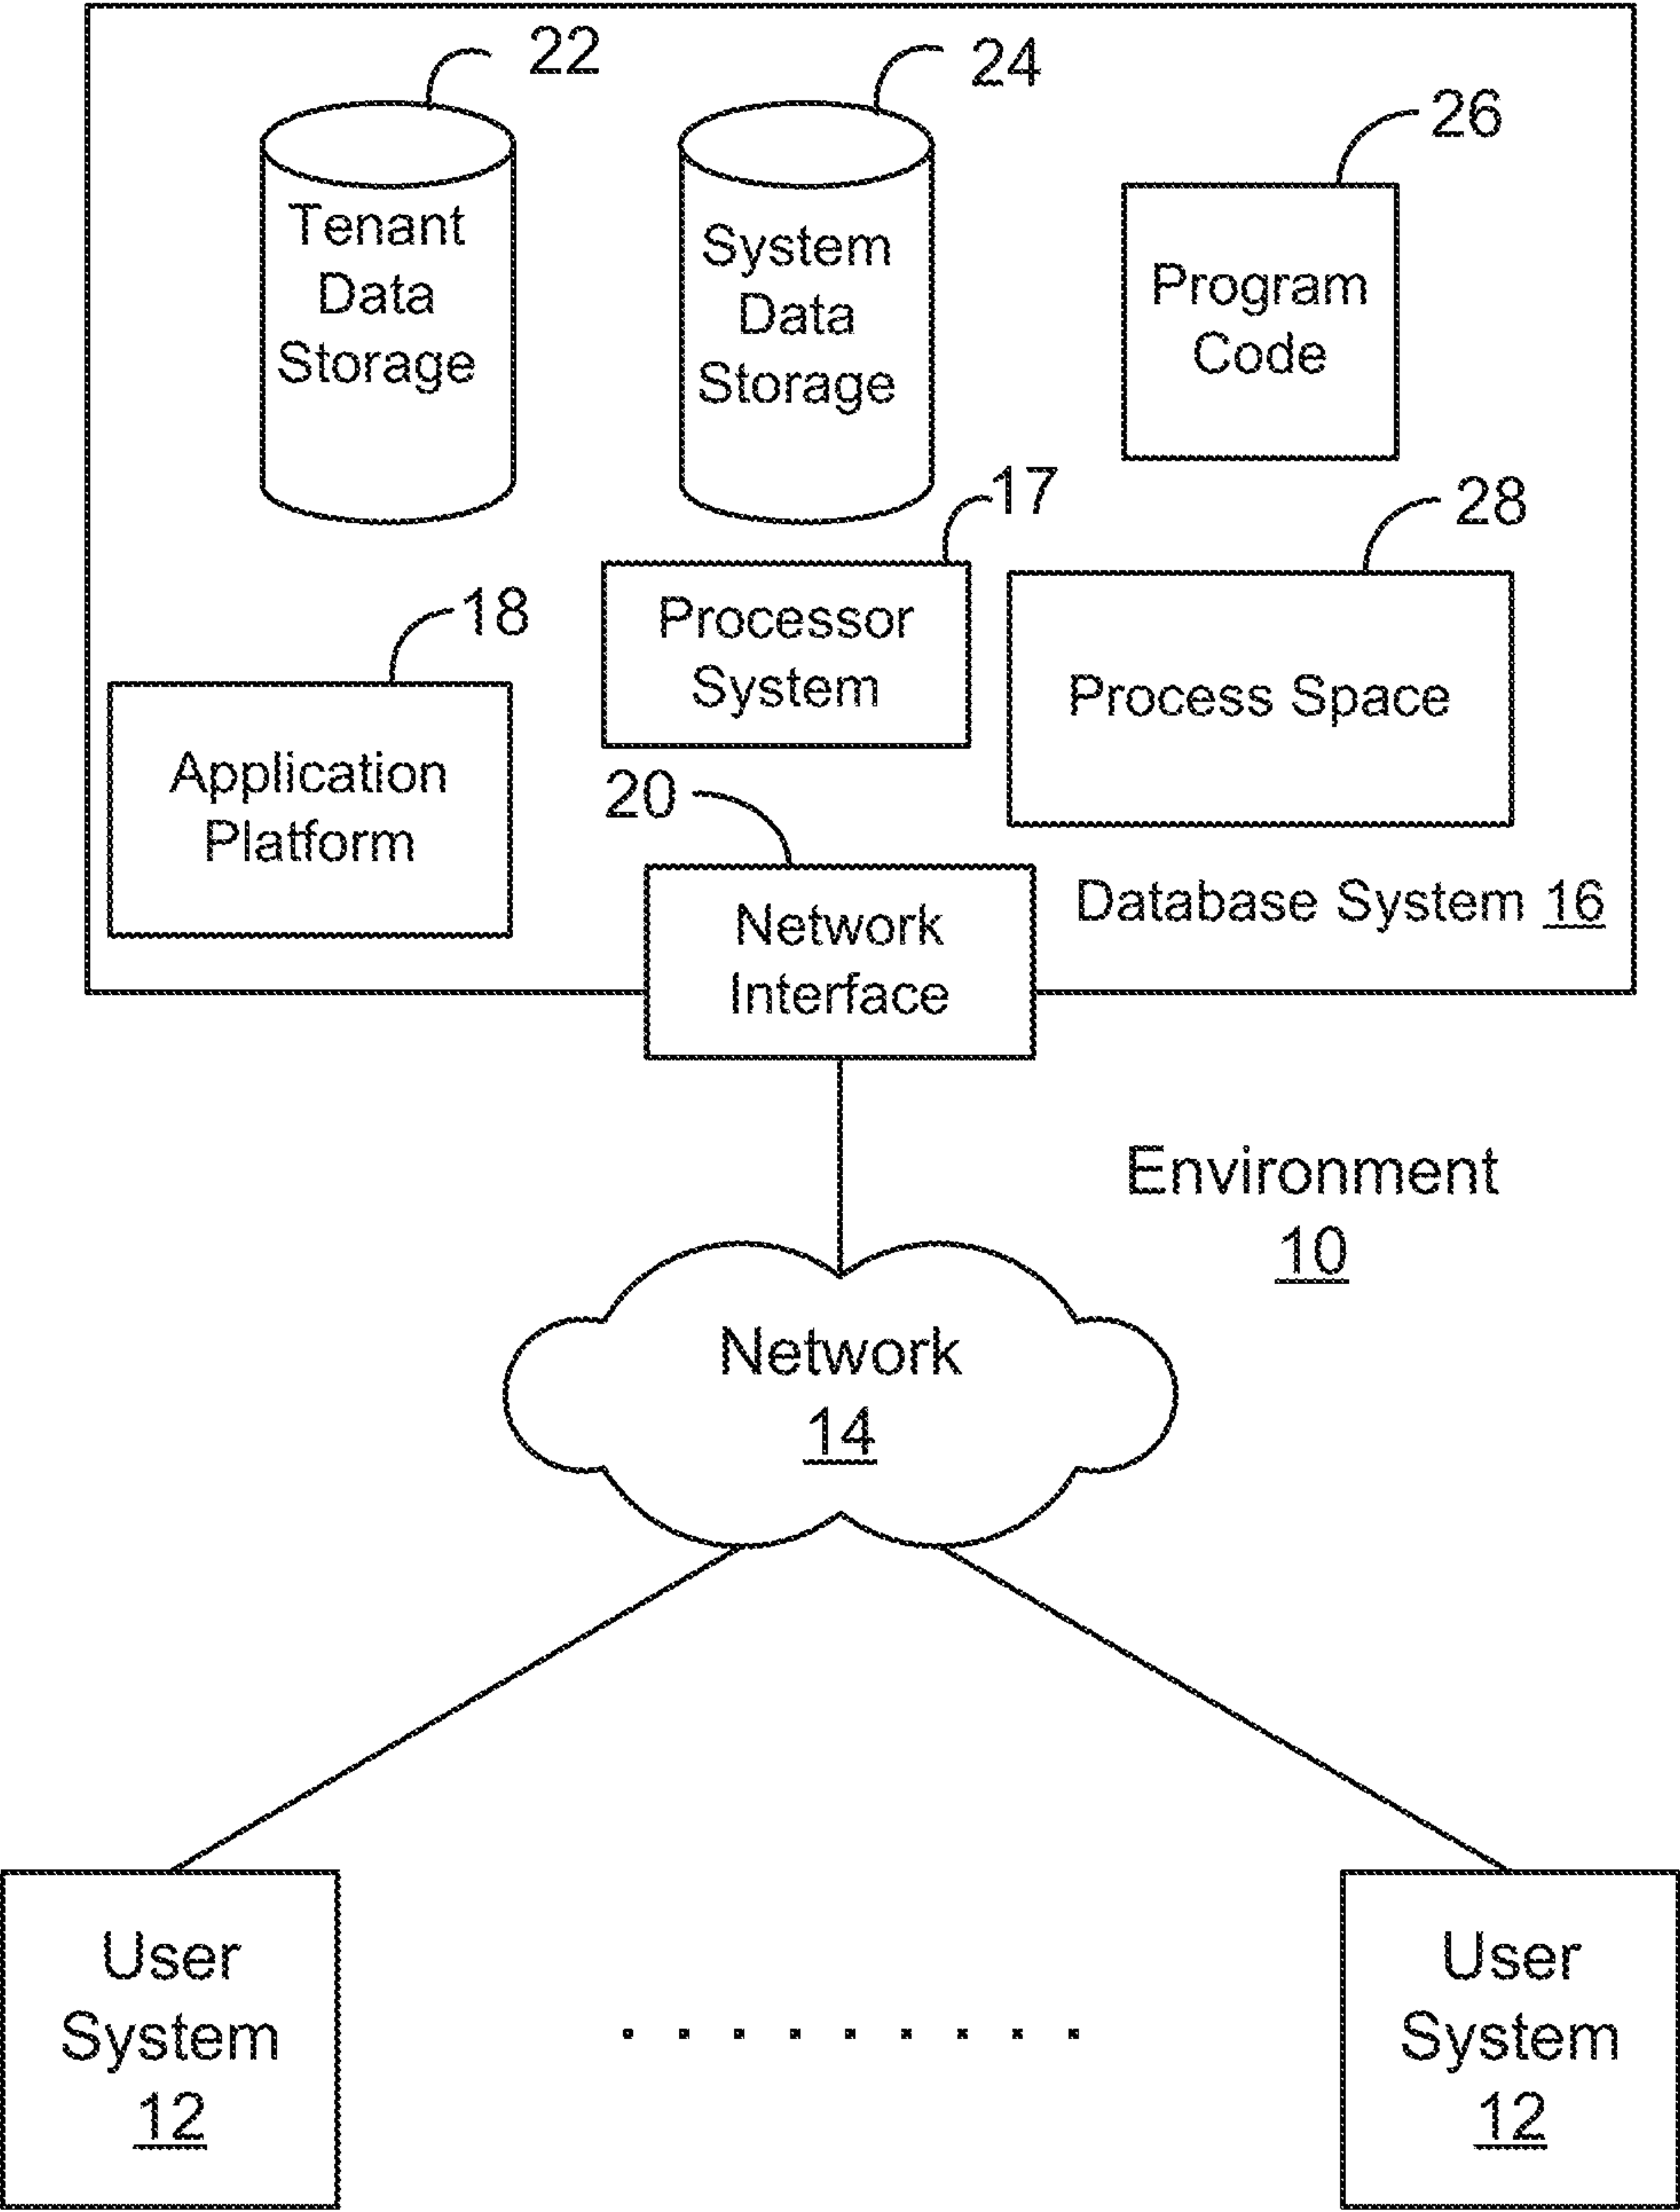 22
24
26
Tenant
Data
Storage
System
Data
Storage
Program
Code
17
28
18
Processor
System
Process Space
Application
Platform
20
Network
Interface
Database System 16
Environment
10
Network
14
User
System
12
. . . . . . . . .
User
System
12